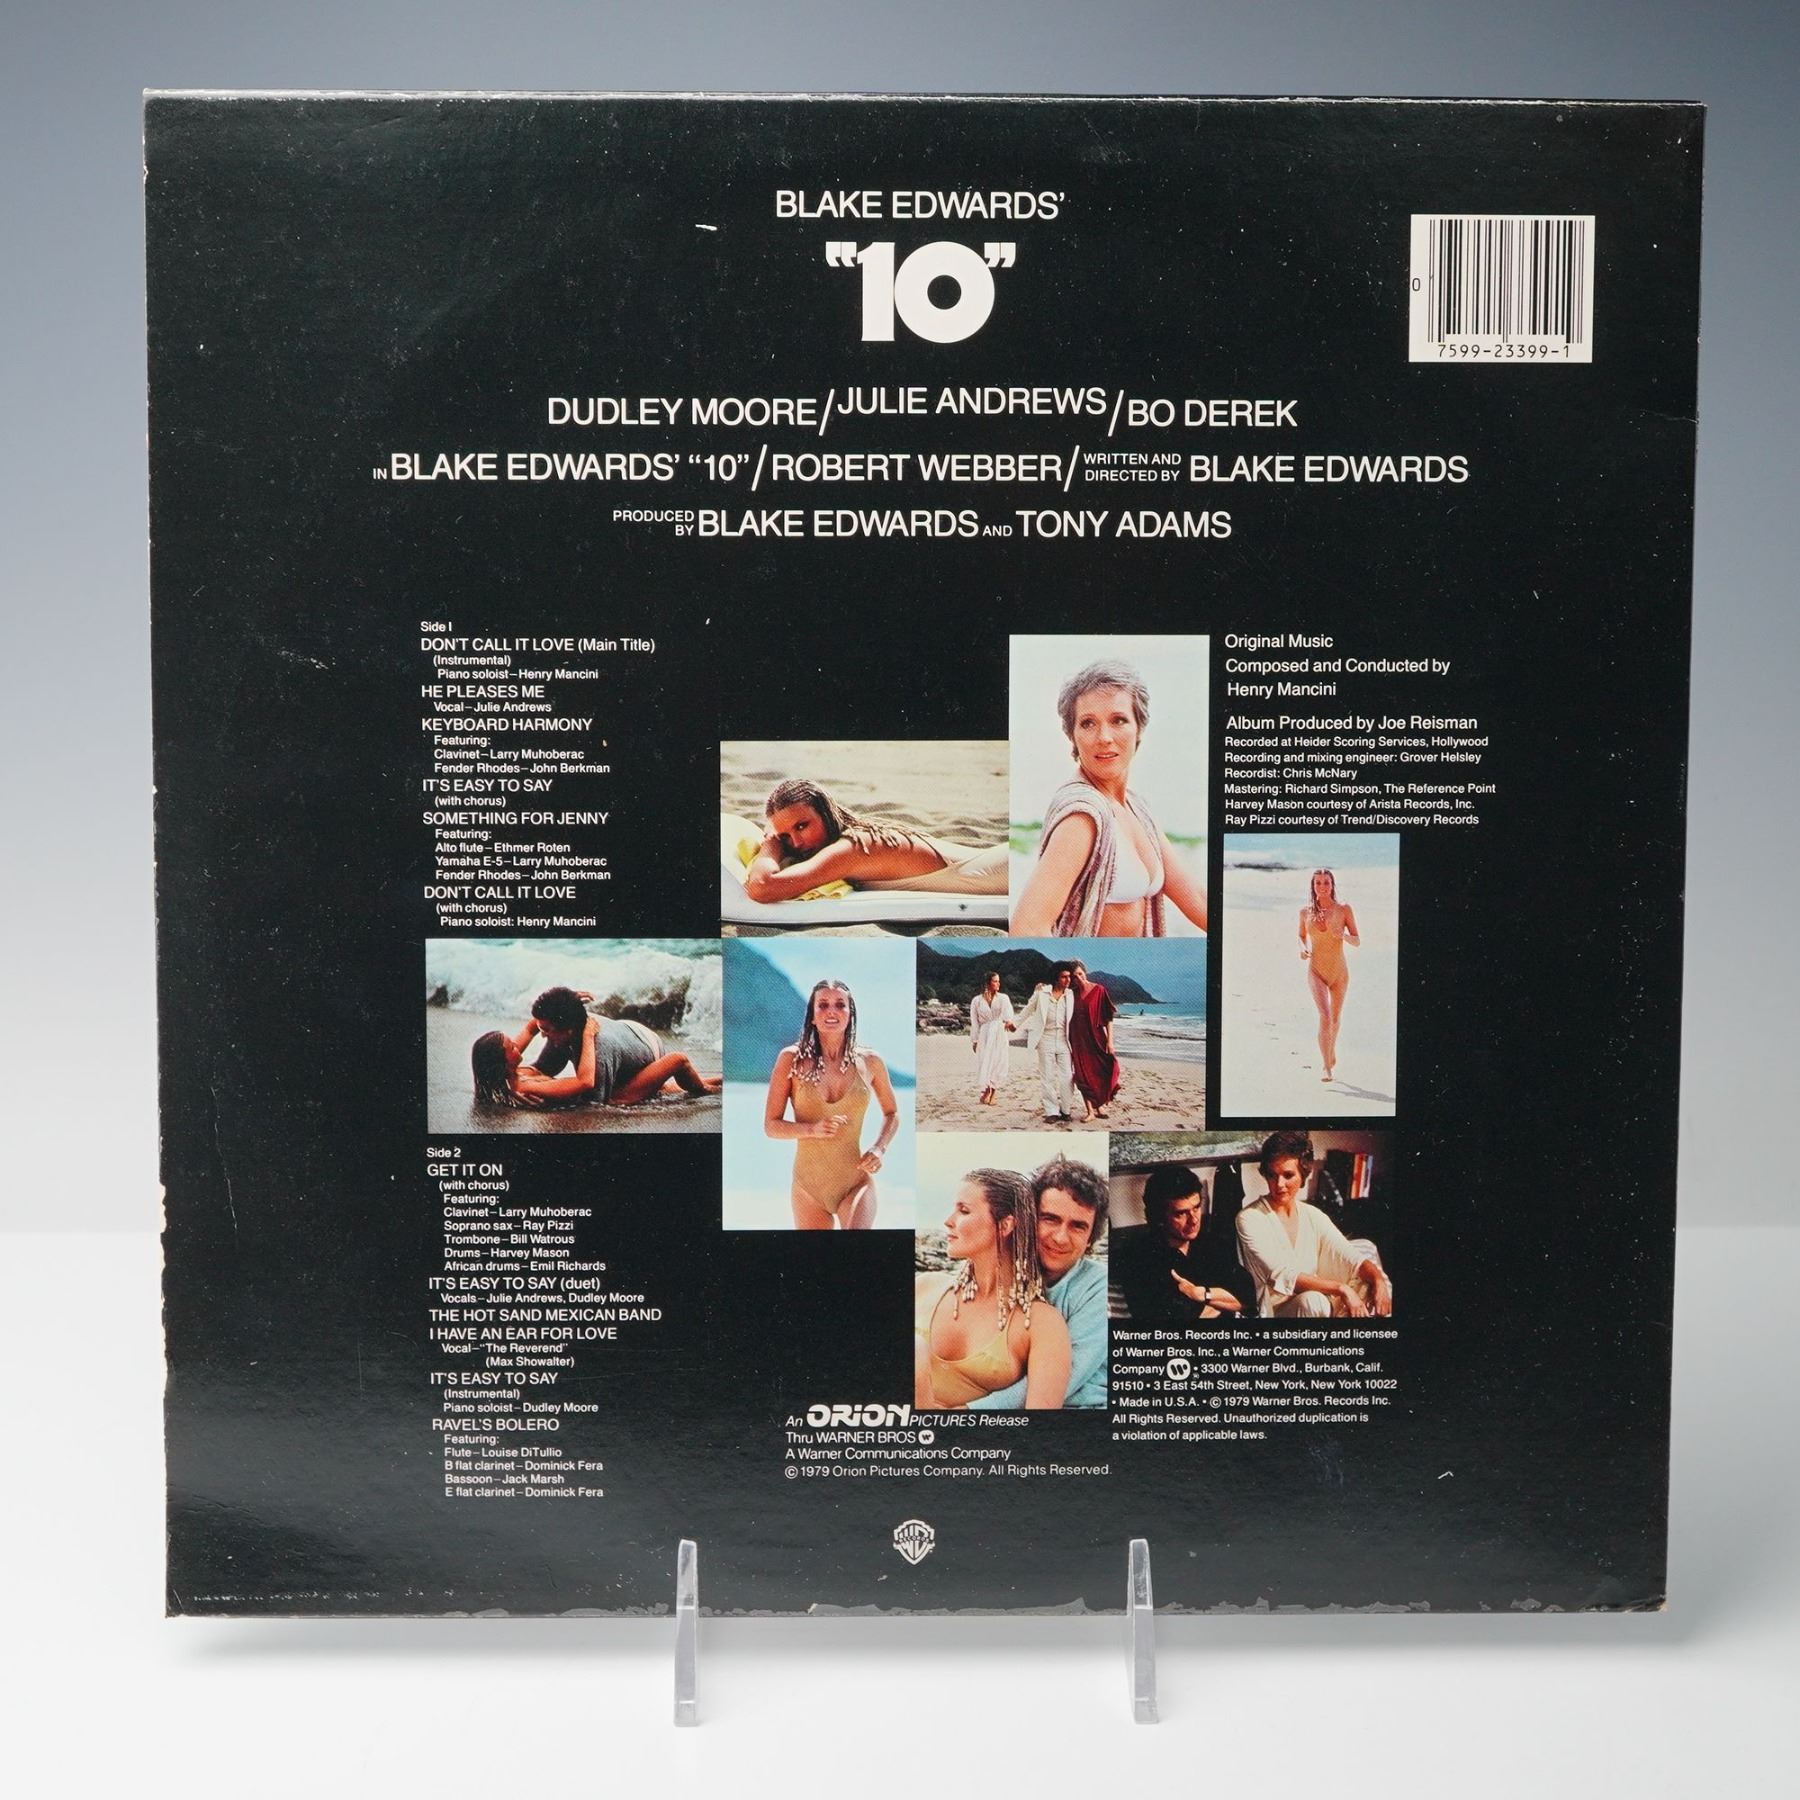 BLAKE EDWARDS'
"10"
0
7599-23399-1
DUDLEY MOORE/JULIE ANDREWS/BO DEREK
IN BLAKE EDWARDS' "10"/ROBERT WEBBER/WRITTEN AND DIRECTED BY BLAKE EDWARDS
PRODUCED BY BLAKE EDWARDS AND TONY ADAMS
Side 1
DON'T CALL IT LOVE (Main Title)
(Instrumental)
Piano soloist–Henry Mancini
HE PLEASES ME
Vocal–Julie Andrews
KEYBOARD HARMONY
Featuring:
Clavinet–Larry Muhoberac
Fender Rhodes–John Berkman
IT'S EASY TO SAY
(with chorus)
SOMETHING FOR JENNY
Featuring:
Alto flute–Ethmer Roten
Yamaha E-5–Larry Muhoberac
Fender Rhodes–John Berkman
DON'T CALL IT LOVE
(with chorus)
Piano soloist: Henry Mancini
Original Music
Composed and Conducted by
Henry Mancini
Album Produced by Joe Reisman
Recorded at Heider Scoring Services, Hollywood
Recording and mixing engineer: Grover Helsley
Recordist: Chris McNary
Mastering: Richard Simpson, The Reference Point
Harvey Mason courtesy of Arista Records, Inc.
Ray Pizzi courtesy of Trend/Discovery Records
Side 2
GET IT ON
(with chorus)
Featuring:
Clavinet–Larry Muhoberac
Soprano sax–Ray Pizzi
Trombone–Bill Watrous
Drums–Harvey Mason
African drums–Emil Richards
IT'S EASY TO SAY (duet)
Vocals–Julie Andrews, Dudley Moore
THE HOT SAND MEXICAN BAND
I HAVE AN EAR FOR LOVE
Vocal–"The Reverend"
(Max Showalter)
IT'S EASY TO SAY
(Instrumental)
Piano soloist–Dudley Moore
RAVEL'S BOLERO
Featuring:
Flute–Louise DiTullio
B flat clarinet–Dominick Fera
Bassoon–Jack Marsh
E flat clarinet–Dominick Fera
An ORION PICTURES Release
Thru WARNER BROS
A Warner Communications Company
© 1979 Orion Pictures Company. All Rights Reserved.
Warner Bros. Records Inc. • a subsidiary and licensee
of Warner Bros. Inc., a Warner Communications
Company • 3300 Warner Blvd., Burbank, Calif.
91510 • 3 East 54th Street, New York, New York 10022
• Made in U.S.A. • © 1979 Warner Bros. Records Inc.
All Rights Reserved. Unauthorized duplication is
a violation of applicable laws.